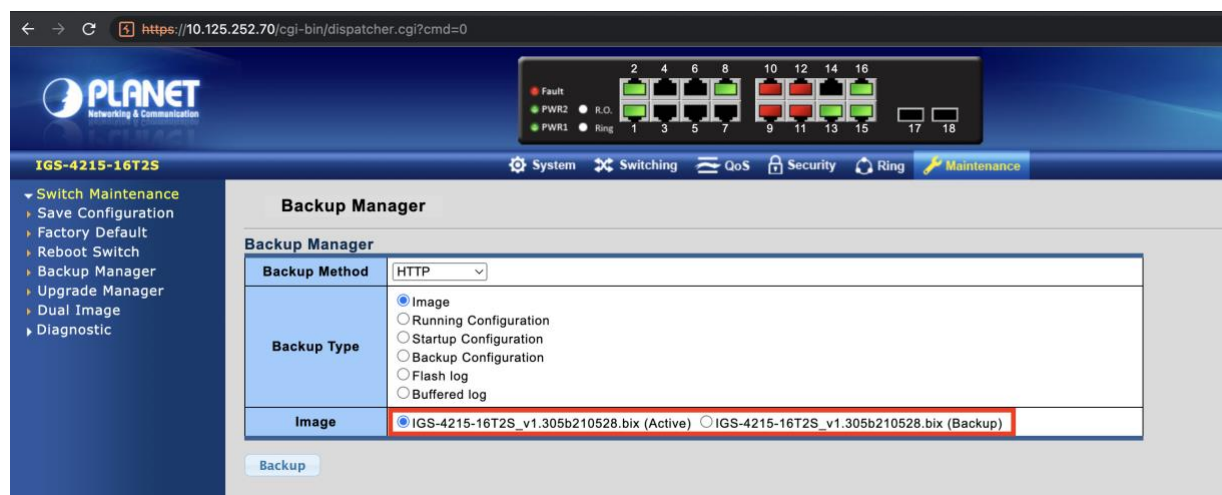 https://10.125.252.70/cgi-bin/dispatcher.cgi?cmd=0
PLANET
Networking & Communication
2 4 6 8 10 12 14 16
Fault
PWR2 R.O.
PWR1 Ring 1 3 5 7 9 11 13 15 17 18
IGS-4215-16T2S
System Switching QoS Security Ring Maintenance
Switch Maintenance
Save Configuration
Factory Default
Reboot Switch
Backup Manager
Upgrade Manager
Dual Image
Diagnostic
Backup Manager
Backup Manager
Backup Method HTTP
Backup Type
Image
Running Configuration
Startup Configuration
Backup Configuration
Flash log
Buffered log
Image IGS-4215-16T2S_v1.305b210528.bix (Active) IGS-4215-16T2S_v1.305b210528.bix (Backup)
Backup